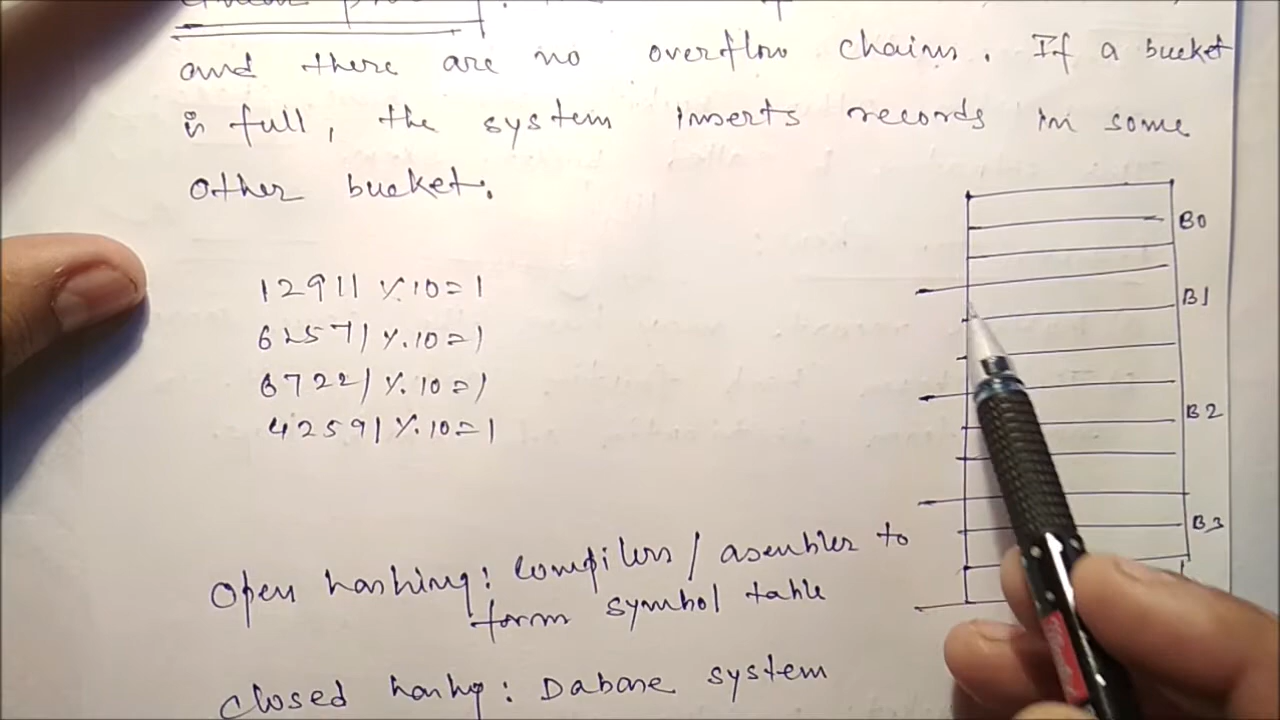 and there are no overflow chains. If a bucket
is full, the system inserts records in some
other bucket.
B0
12911 %10=1
B1
62571 %.10=1
67221 %.10=1
B2
42591 %.10=1
B3
Open hashing: compilers / asembler to
form symbol table
closed hashing: Dabase system